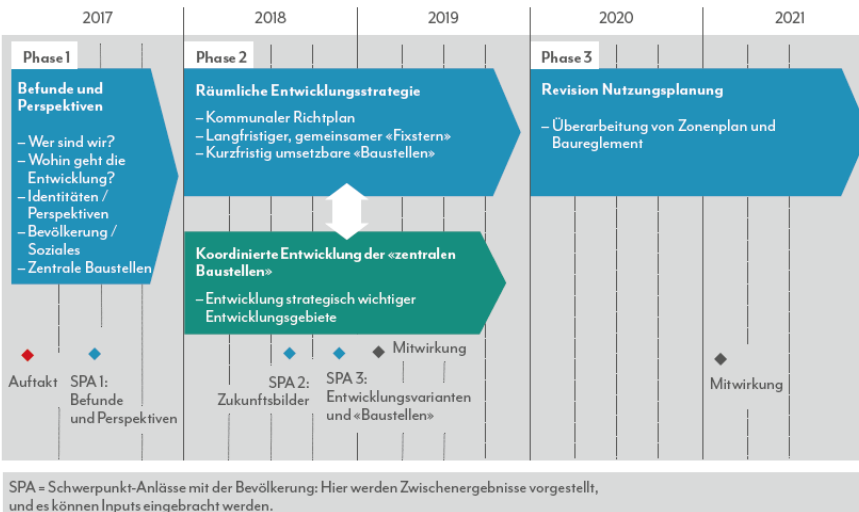 2017
2018
2019
2020
2021
Phase 1
Befunde und
Perspektiven
– Wer sind wir?
– Wohin geht die
Entwicklung?
– Identitäten /
Perspektiven
– Bevölkerung /
Soziales
– Zentrale Baustellen
Phase 2
Räumliche Entwicklungsstrategie
– Kommunaler Richtplan
– Langfristiger, gemeinsamer «Fixstern»
– Kurzfristig umsetzbare «Baustellen»
Koordinierte Entwicklung der «zentralen
Baustellen»
– Entwicklung strategisch wichtiger
Entwicklungsgebiete
Phase 3
Revision Nutzungsplanung
– Überarbeitung von Zonenplan und
Baureglement
Auftakt
SPA 1:
Befunde
und Perspektiven
SPA 2:
Zukunftsbilder
SPA 3:
Entwicklungsvarianten
und «Baustellen»
Mitwirkung
Mitwirkung
SPA = Schwerpunkt-Anlässe mit der Bevölkerung: Hier werden Zwischenergebnisse vorgestellt,
und es können Inputs eingebracht werden.